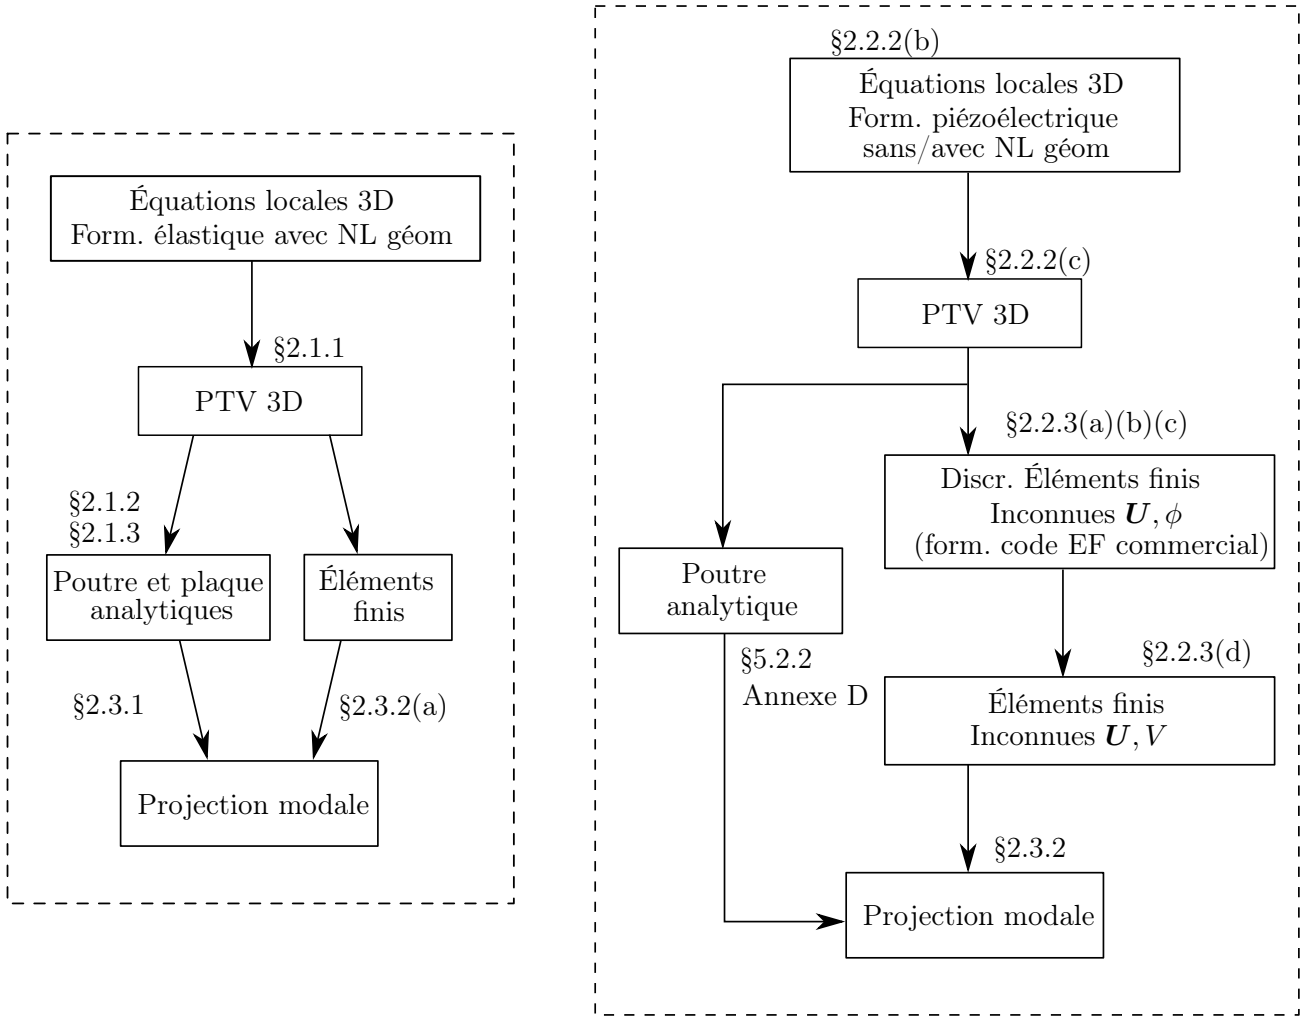 Équations locales 3D
Form. élastique avec NL géom
§2.1.1
PTV 3D
§2.1.2
§2.1.3
Poutre et plaque
analytiques
Éléments
finis
§2.3.1
§2.3.2(a)
Projection modale
§2.2.2(b)
Équations locales 3D
Form. piézoélectrique
sans/avec NL géom
§2.2.2(c)
PTV 3D
§2.2.3(a)(b)(c)
Discr. Éléments finis
Inconnues U, ϕ
(form. code EF commercial)
Poutre
analytique
§5.2.2
Annexe D
§2.2.3(d)
Éléments finis
Inconnues U, V
§2.3.2
Projection modale